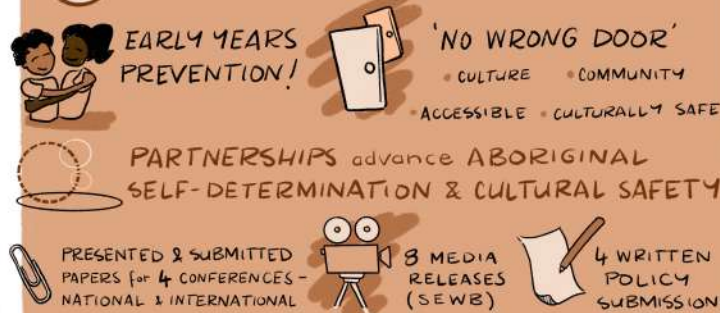 EARLY YEARS
PREVENTION!
'NO WRONG DOOR'
• CULTURE • COMMUNITY
• ACCESSIBLE • CULTURALLY SAFE
PARTNERSHIPS advance ABORIGINAL
SELF-DETERMINATION & CULTURAL SAFETY
PRESENTED & SUBMITTED
PAPERS for 4 CONFERENCES -
NATIONAL & INTERNATIONAL
8 MEDIA
RELEASES
(SEWB)
4 WRITTEN
POLICY
SUBMISSION